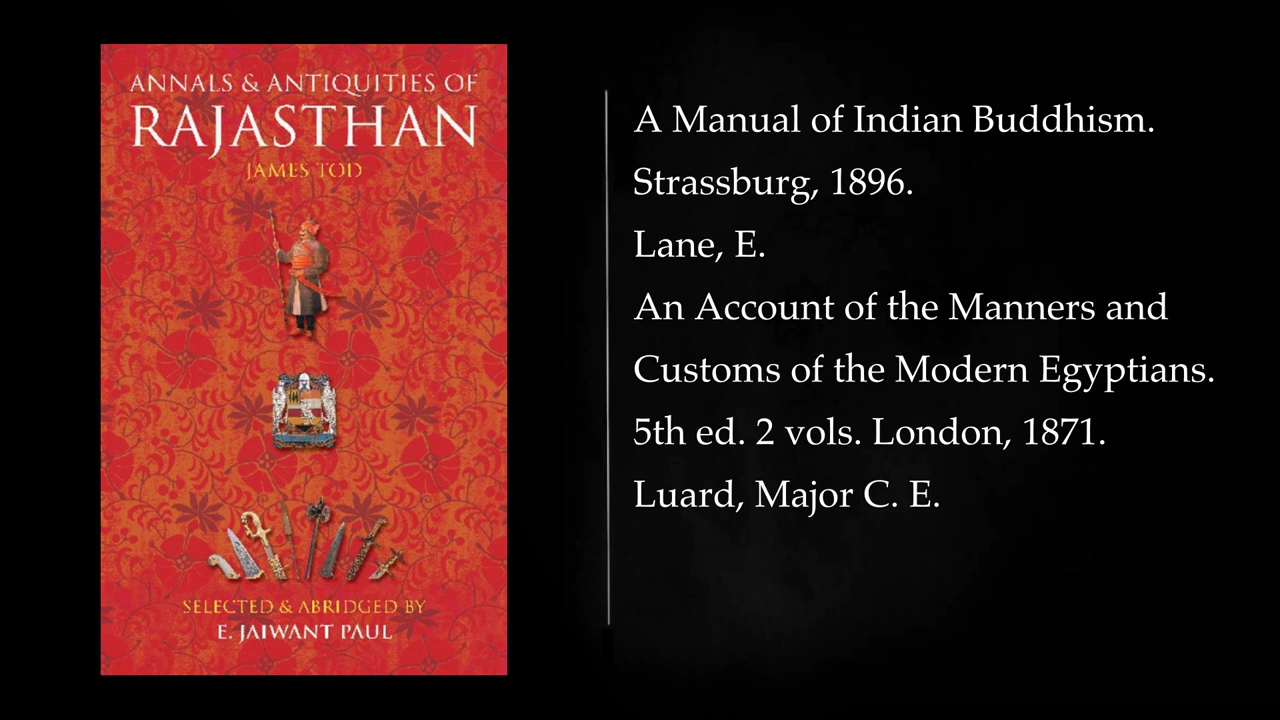 ANNALS & ANTIQUITIES OF
RAJASTHAN
JAMES TOD
SELECTED & ABRIDGED BY
E. JAIWANT PAUL
A Manual of Indian Buddhism.
Strassburg, 1896.
Lane, E.
An Account of the Manners and
Customs of the Modern Egyptians.
5th ed. 2 vols. London, 1871.
Luard, Major C. E.